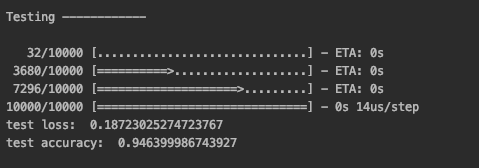 Testing ------------
32/10000 [..............................] - ETA: 0s
3680/10000 [==========>...................] - ETA: 0s
7296/10000 [====================>.........] - ETA: 0s
10000/10000 [==============================] - 0s 14us/step
test loss:  0.18723025274723767
test accuracy:  0.946399986743927